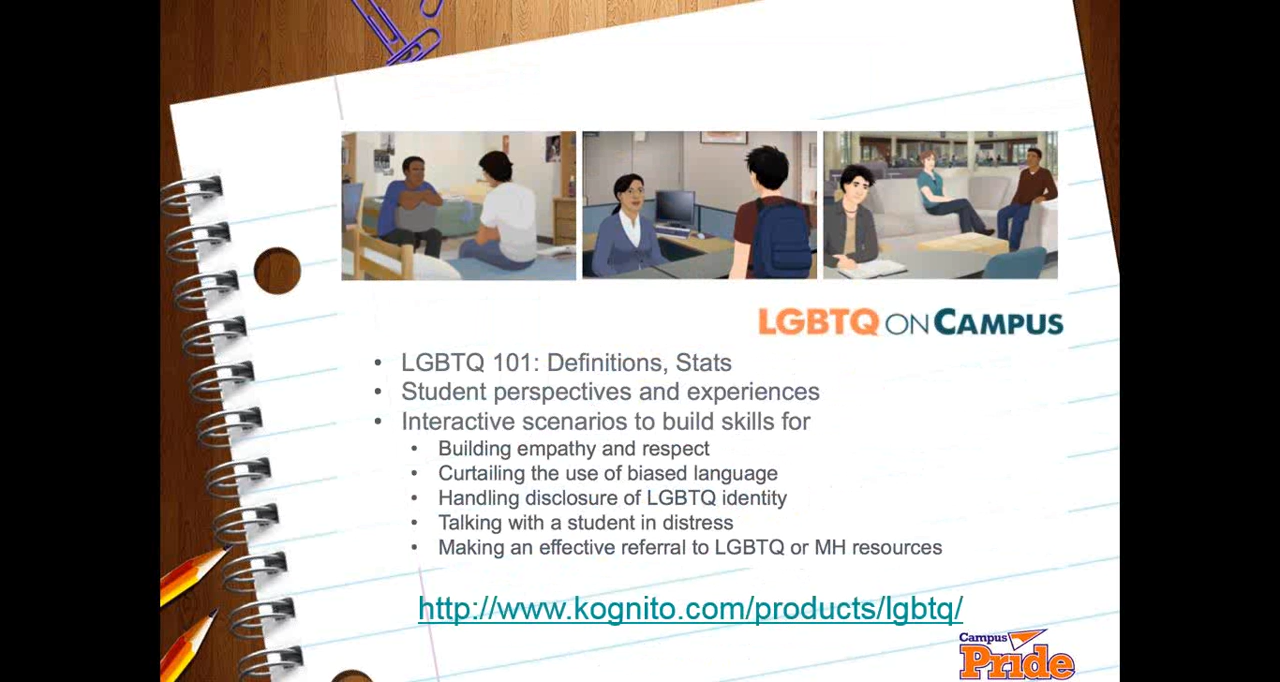 LGBTQ ON CAMPUS
• LGBTQ 101: Definitions, Stats
• Student perspectives and experiences
• Interactive scenarios to build skills for
• Building empathy and respect
• Curtailing the use of biased language
• Handling disclosure of LGBTQ identity
• Talking with a student in distress
• Making an effective referral to LGBTQ or MH resources
http://www.kognito.com/products/lgbtq/
Campus
Pride